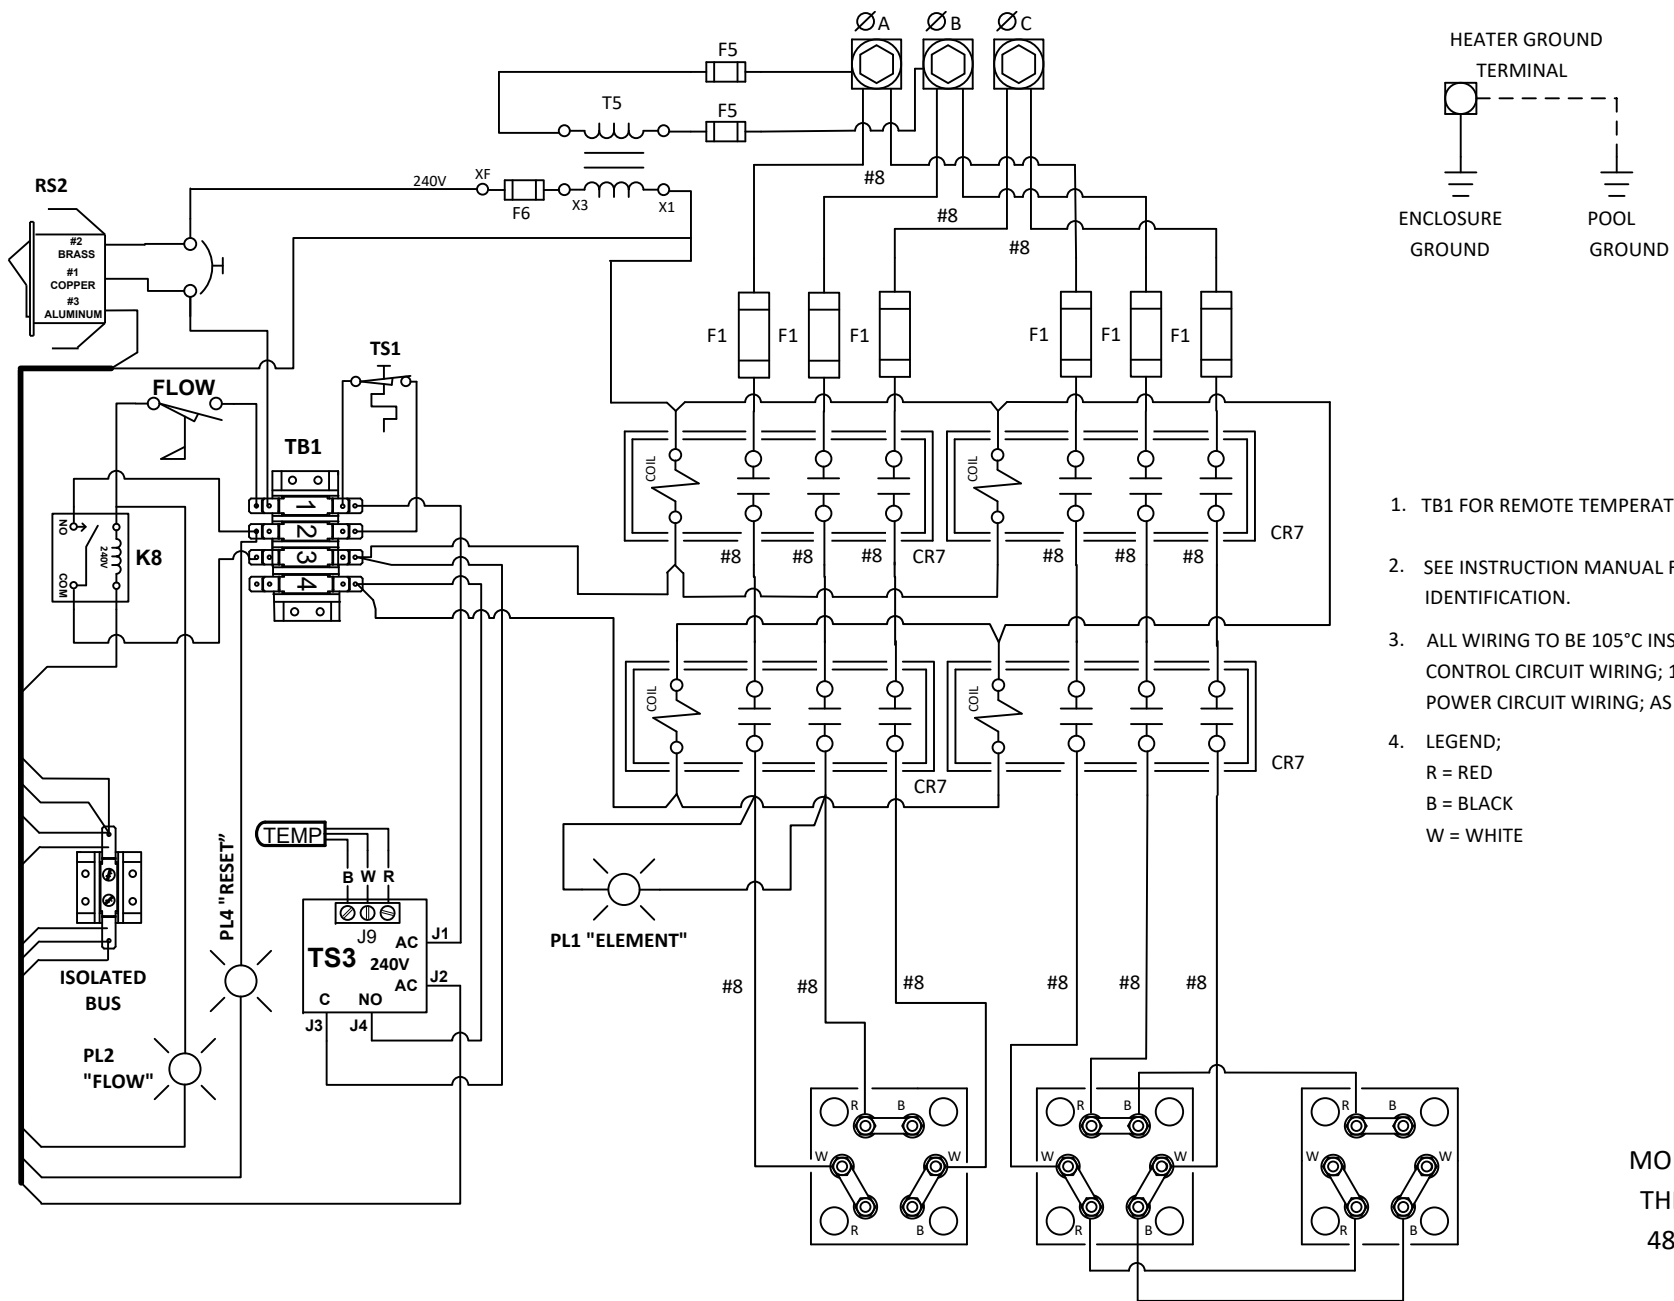 ØA ØB ØC
HEATER GROUND
TERMINAL
ENCLOSURE
GROUND
POOL
GROUND
F5
T5
F5
240V
XF
F6
X3
X1
#8
#8
#8
RS2
#2
BRASS
#1
COPPER
#3
ALUMINUM
TS1
FLOW
TB1
1
2
3
4
NO
240V
COM
K8
F1 F1 F1 F1 F1 F1
COIL
COIL
CR7
CR7
#8 #8 #8 #8 #8 #8
COIL
COIL
CR7
CR7
1. TB1 FOR REMOTE
2. SEE INSTRUCTION MANUAL
IDENTIFICATION.
3. ALL WIRING TO BE 105°C
CONTROL CIRCUIT WIRING;
POWER CIRCUIT WIRING; AS
4. LEGEND;
R = RED
B = BLACK
W = WHITE
PL4 "RESET"
TEMP
B W R
J9
TS3
240V
AC
J1
AC
J2
C NO
J3 J4
ISOLATED
BUS
PL2
"FLOW"
PL1 "ELEMENT"
#8 #8 #8 #8 #8 #8
R B
W W
R B
R B
W W
R B
R B
W W
R B
48